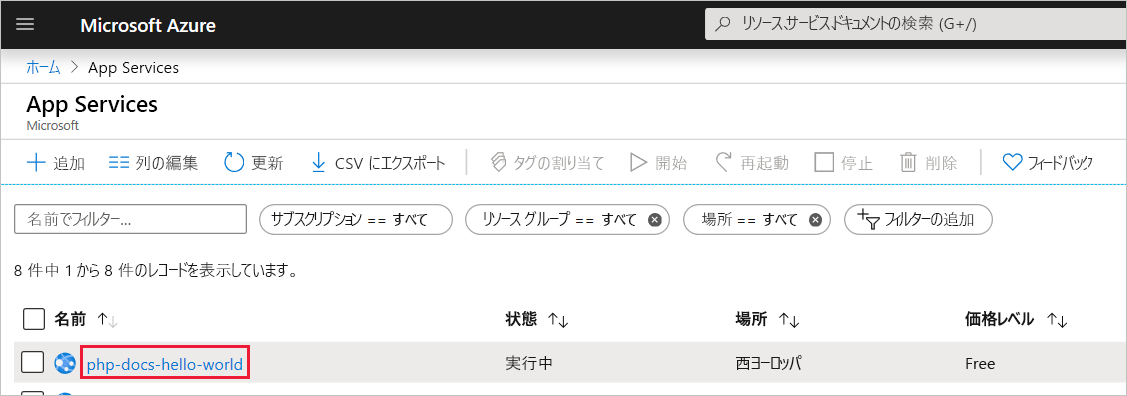 Microsoft Azure
リソース、サービス、ドキュメントの検索 (G+/)
ホーム > App Services
App Services
Microsoft
追加 列の編集 更新 CSV にエクスポート タグの割り当て 開始 再起動 停止 削除 フィードバック
名前でフィルター... サブスクリプション == すべて リソース グループ == すべて 場所 == すべて フィルターの追加
8 件中 1 から 8 件のレコードを表示しています。
名前 状態 場所 価格レベル
php-docs-hello-world 実行中 西ヨーロッパ Free